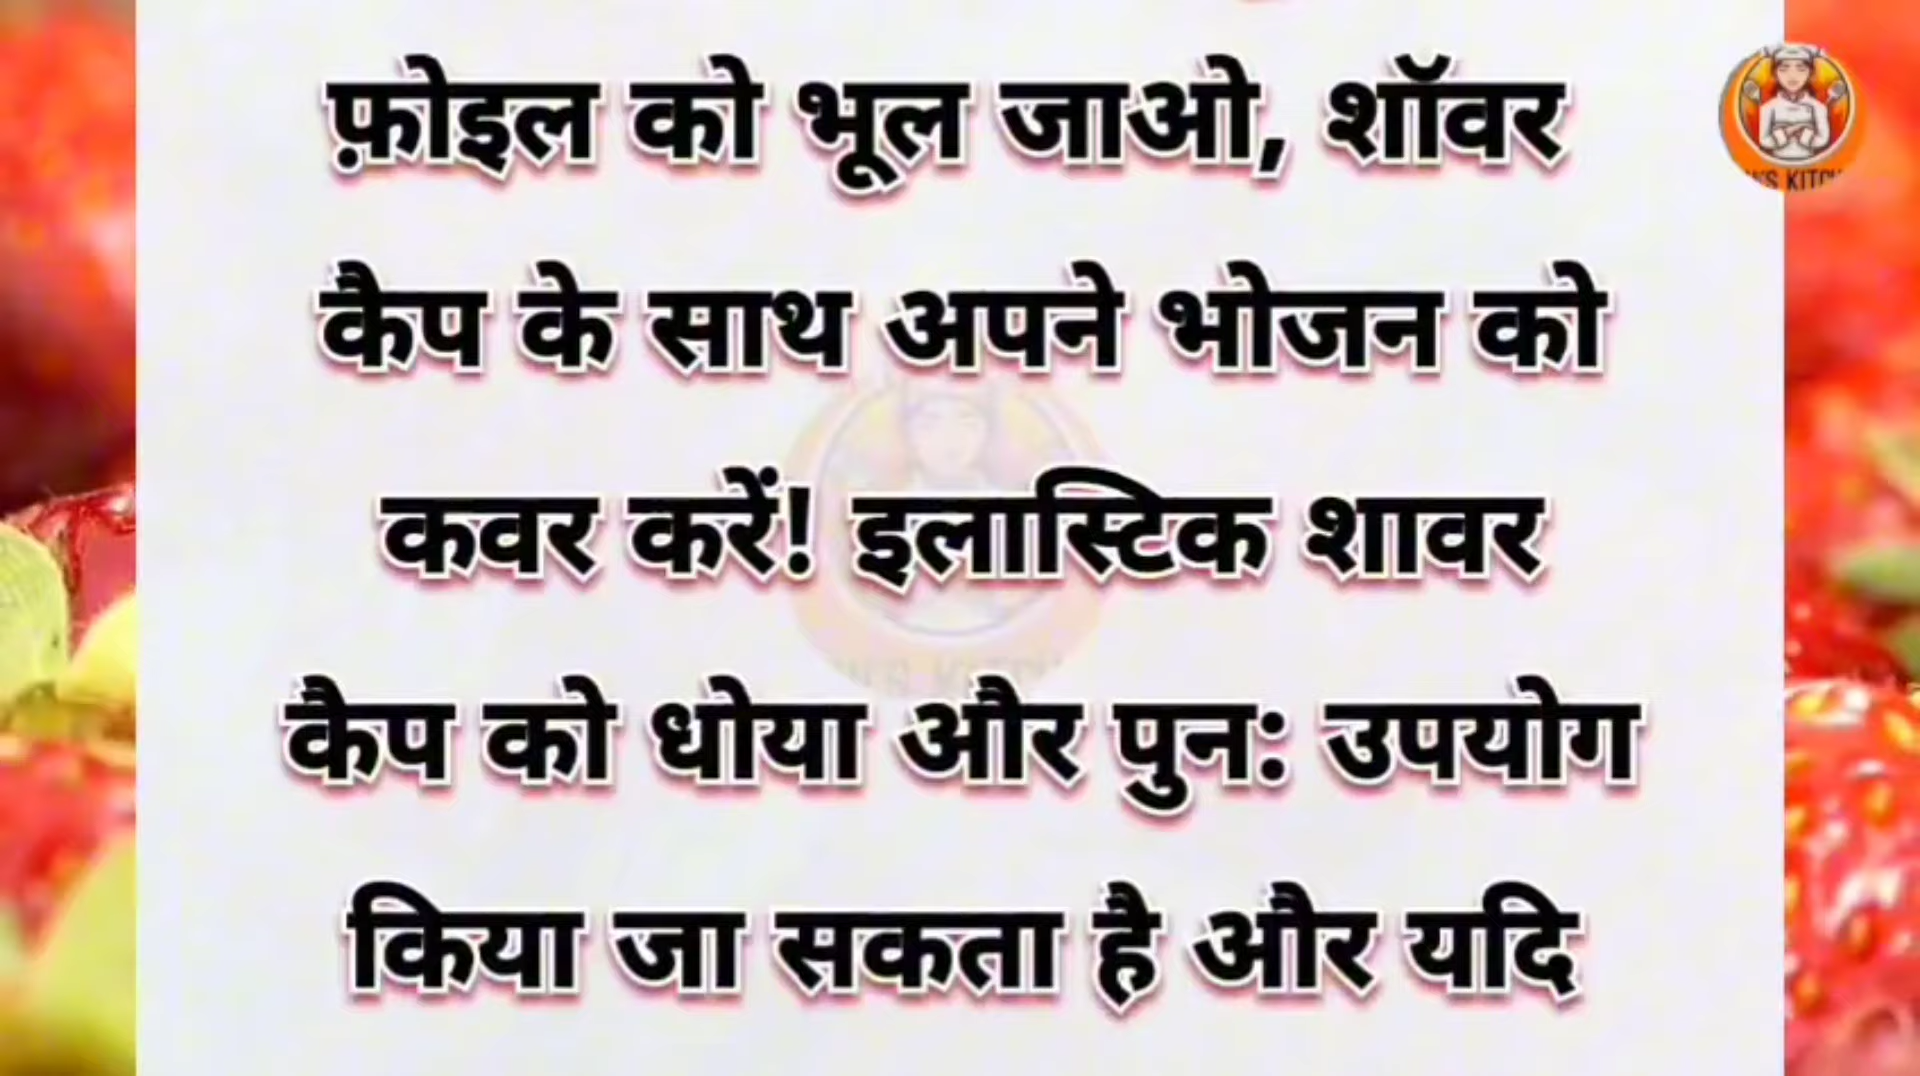 फ़ोइल को भूल जाओ, शॉवर
कैप के साथ अपने भोजन को
कवर करें! इलास्टिक शावर
कैप को धोया और पुन: उपयोग
किया जा सकता है और यदि